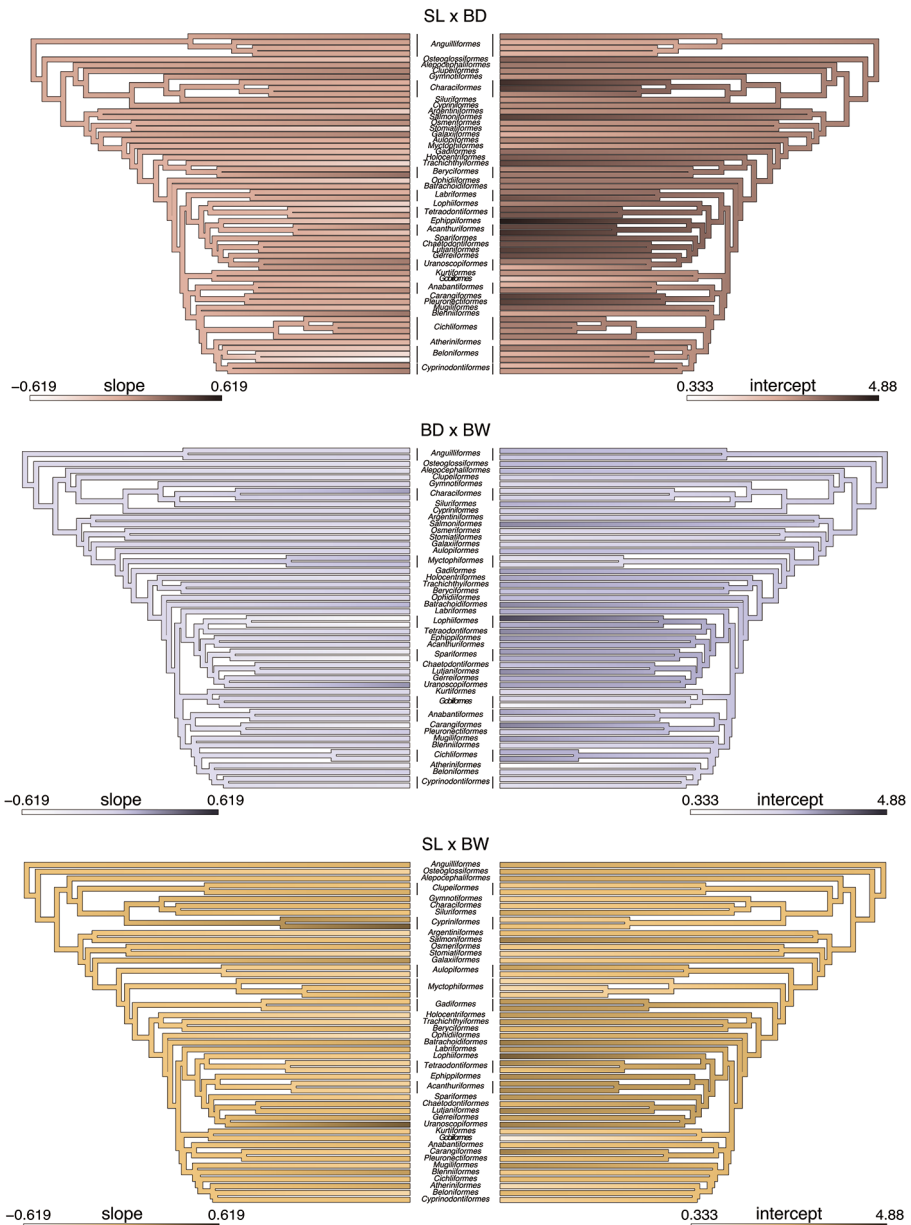 SL x BD
Anguilliformes
Osteoglossiformes
Alepocephaliformes
Clupeiformes
Gymnotiformes
Characiformes
Siluriformes
Cypriniformes
Argentiniformes
Salmoniformes
Osmeriformes
Stomiatiformes
Galaxiiformes
Aulopiformes
Myctophiformes
Gadiformes
Holocentriformes
Trachichthyiformes
Beryciformes
Ophidiiformes
Batrachoidiformes
Labriformes
Lophiiformes
Tetraodontiformes
Ephippiformes
Acanthuriformes
Spariformes
Chaetodontiformes
Lutjaniformes
Gerreiformes
Uranoscopiformes
Kurtiformes
Gobiiformes
Anabantiformes
Carangiformes
Pleuronectiformes
Mugiliformes
Blenniiformes
Cichliformes
Atheriniformes
Beloniformes
Cyprinodontiformes
−0.619 slope 0.619
0.333 intercept 4.88
BD x BW
Anguilliformes
Osteoglossiformes
Alepocephaliformes
Clupeiformes
Gymnotiformes
Characiformes
Siluriformes
Cypriniformes
Argentiniformes
Salmoniformes
Osmeriformes
Stomiatiformes
Galaxiiformes
Aulopiformes
Myctophiformes
Gadiformes
Holocentriformes
Trachichthyiformes
Beryciformes
Ophidiiformes
Batrachoidiformes
Labriformes
Lophiiformes
Tetraodontiformes
Ephippiformes
Acanthuriformes
Spariformes
Chaetodontiformes
Lutjaniformes
Gerreiformes
Uranoscopiformes
Kurtiformes
Gobiiformes
Anabantiformes
Carangiformes
Pleuronectiformes
Mugiliformes
Blenniiformes
Cichliformes
Atheriniformes
Beloniformes
Cyprinodontiformes
−0.619 slope 0.619
0.333 intercept 4.88
SL x BW
Anguilliformes
Osteoglossiformes
Alepocephaliformes
Clupeiformes
Gymnotiformes
Characiformes
Siluriformes
Cypriniformes
Argentiniformes
Salmoniformes
Osmeriformes
Stomiatiformes
Galaxiiformes
Aulopiformes
Myctophiformes
Gadiformes
Holocentriformes
Trachichthyiformes
Beryciformes
Ophidiiformes
Batrachoidiformes
Labriformes
Lophiiformes
Tetraodontiformes
Ephippiformes
Acanthuriformes
Spariformes
Chaetodontiformes
Lutjaniformes
Gerreiformes
Uranoscopiformes
Kurtiformes
Gobiiformes
Anabantiformes
Carangiformes
Pleuronectiformes
Mugiliformes
Blenniiformes
Cichliformes
Atheriniformes
Beloniformes
Cyprinodontiformes
−0.619 slope 0.619
0.333 intercept 4.88